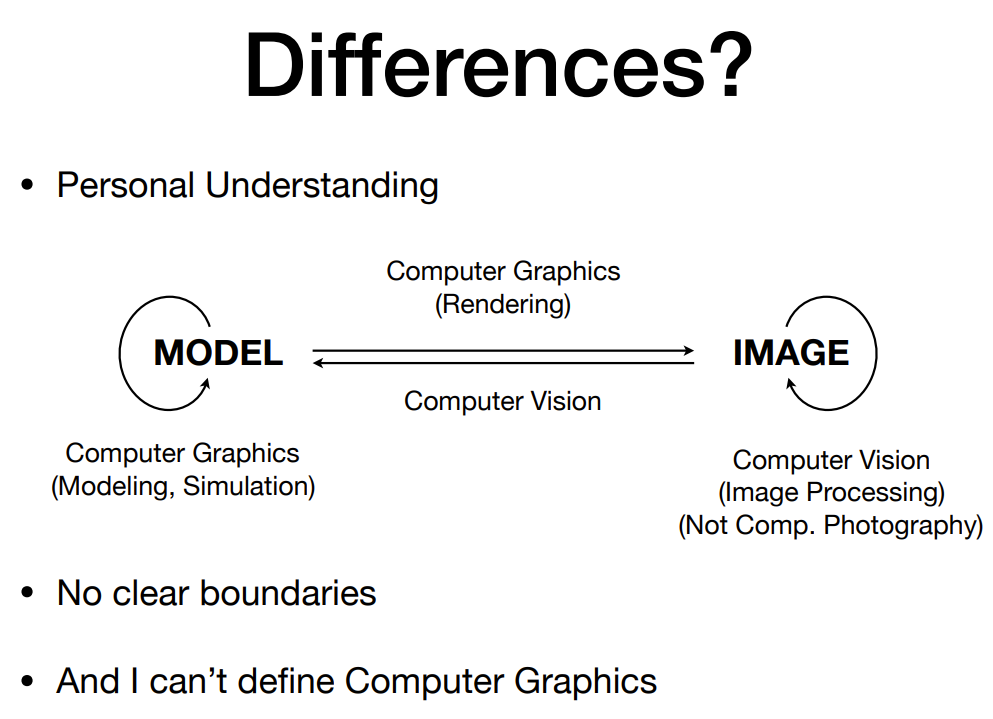 Differences?
• Personal Understanding
Computer Graphics
(Rendering)
MODEL
IMAGE
Computer Vision
Computer Graphics
(Modeling, Simulation)
Computer Vision
(Image Processing)
(Not Comp. Photography)
• No clear boundaries
• And I can’t define Computer Graphics